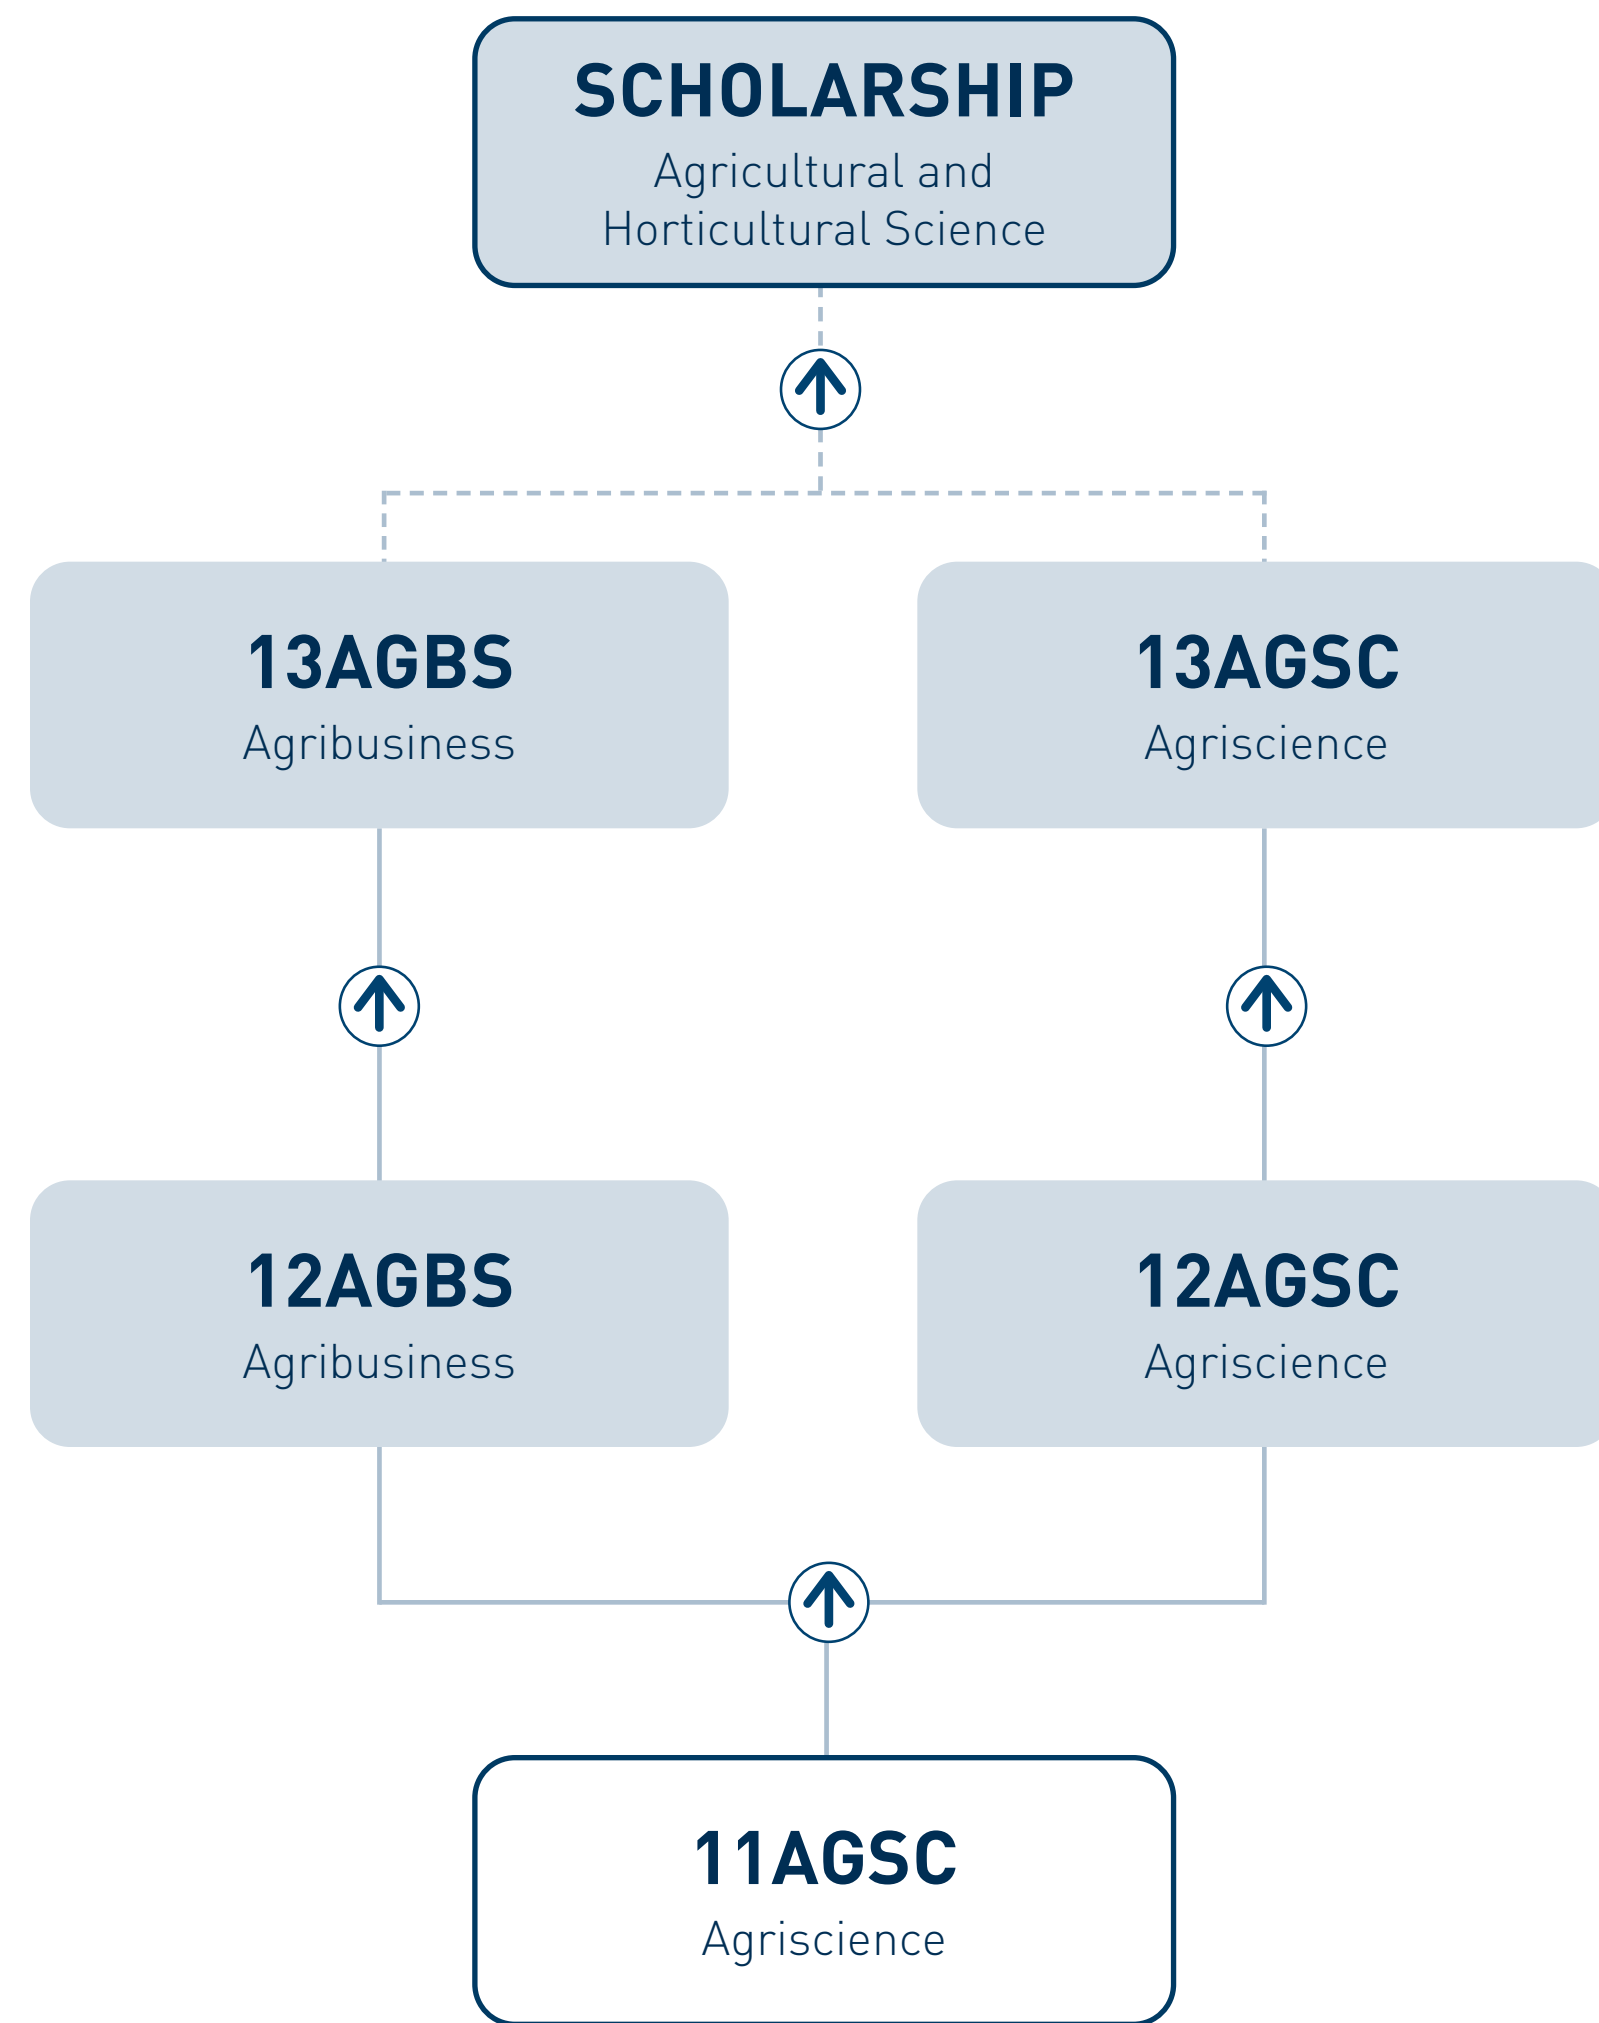 SCHOLARSHIP
Agricultural and
Horticultural Science
13AGBS
Agribusiness
13AGSC
Agriscience
12AGBS
Agribusiness
12AGSC
Agriscience
11AGSC
Agriscience